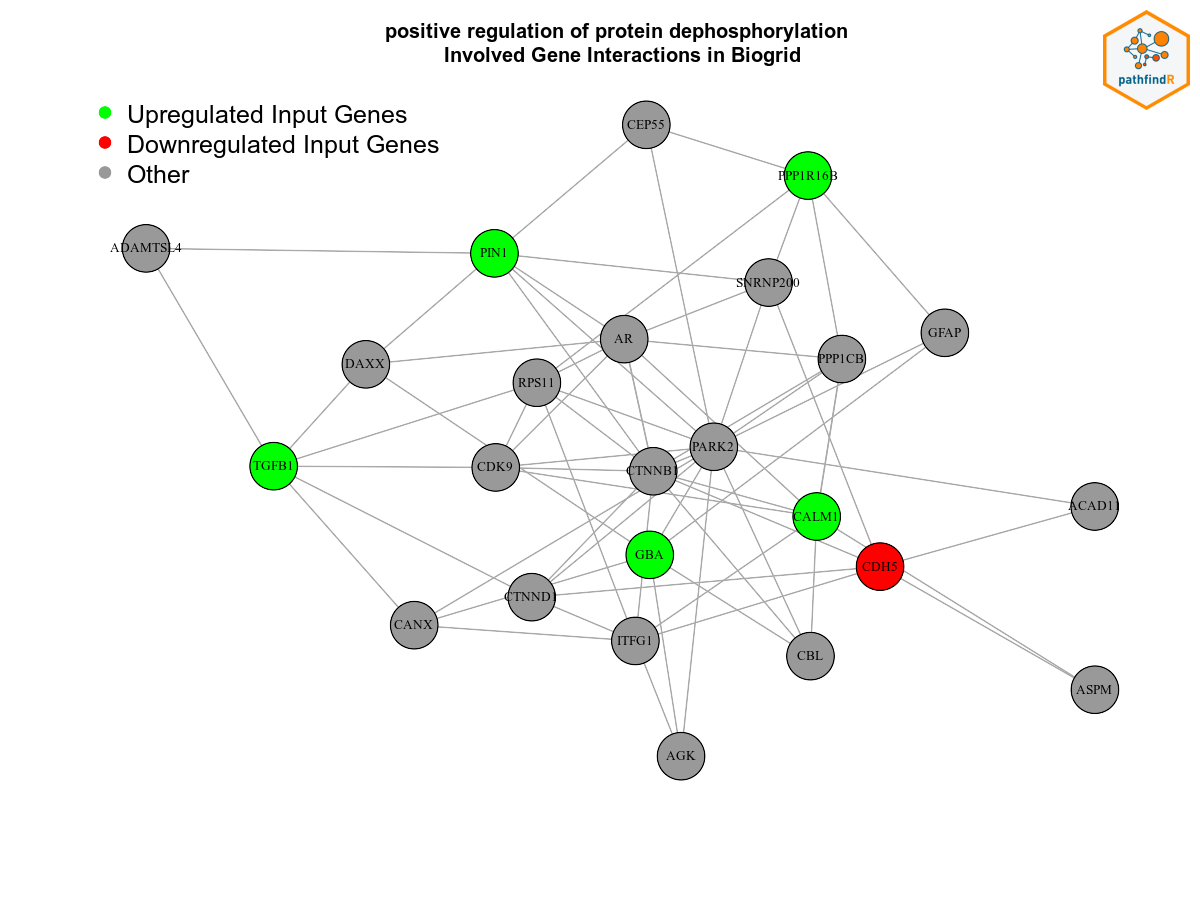 positive regulation of protein dephosphorylation
Involved Gene Interactions in Biogrid
pathfindR
Upregulated Input Genes
Downregulated Input Genes
Other
CEP55
PPP1R16B
ADAMTSL4
PIN1
SNRNP200
GFAP
AR
PPP1CB
DAXX
RPS11
PARK2
TGFB1
CDK9
CTNNB1
ACAD11
CALM1
GBA
CDH5
CTNND1
CANX
ITFG1
CBL
ASPM
AGK